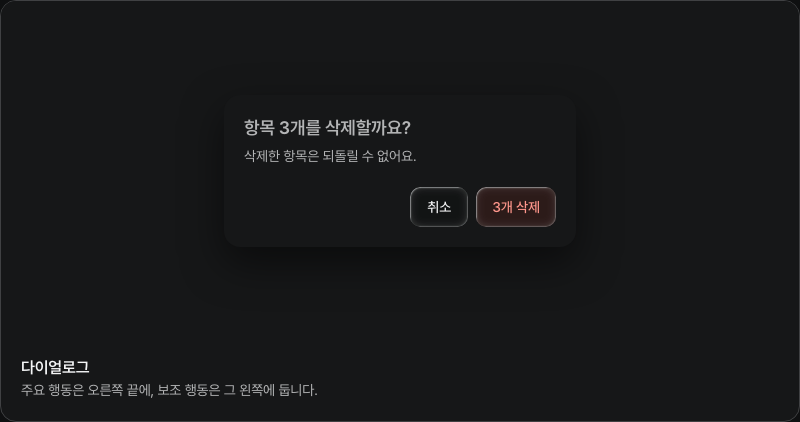 항목 3개를 삭제할까요?
삭제한 항목은 되돌릴 수 없어요.
취소
3개 삭제
다이얼로그
주요 행동은 오른쪽 끝에, 보조 행동은 그 왼쪽에 둡니다.